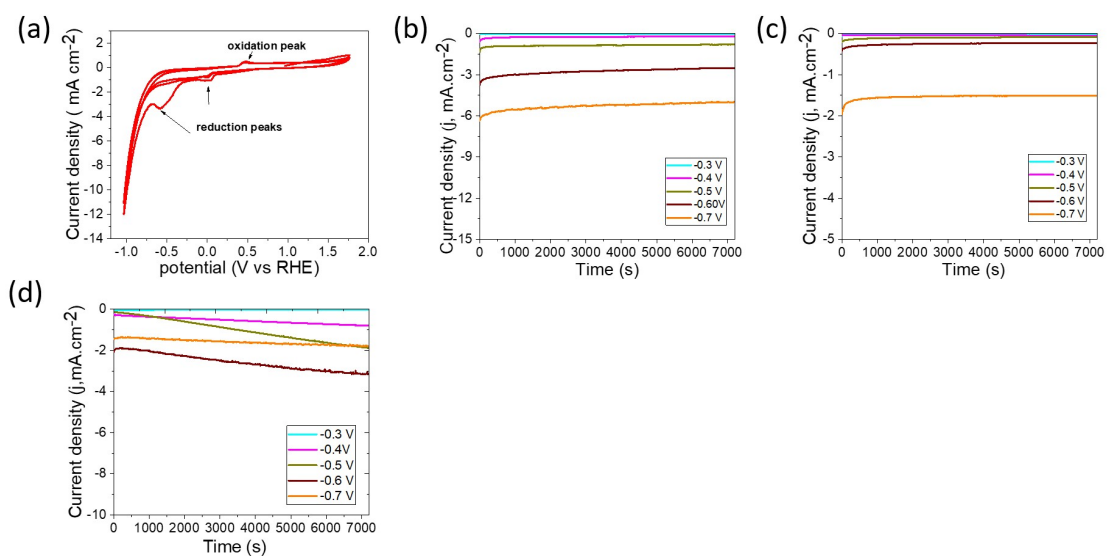 (a)
Current density ( mA cm-2)
2
0
-2
-4
-6
-8
-10
-12
-14
oxidation peak
reduction peaks
-1.0 -0.5 0.0 0.5 1.0 1.5 2.0
potential (V vs RHE)
(b)
Current density (j, mA.cm-2)
0
-3
-6
-9
-12
-15
-0.3 V
-0.4 V
-0.5 V
-0.60V
-0.7 V
0 1000 2000 3000 4000 5000 6000 7000
Time (s)
(c)
Current density (j, mA.cm-2)
0
-1
-2
-3
-4
-5
-0.3 V
-0.4 V
-0.5 V
-0.6 V
-0.7 V
0 1000 2000 3000 4000 5000 6000 7000
Time (s)
(d)
Current density (j,mA.cm-2)
0
-2
-4
-6
-8
-10
-0.3 V
-0.4V
-0.5 V
-0.6 V
-0.7 V
0 1000 2000 3000 4000 5000 6000 7000
Time (s)